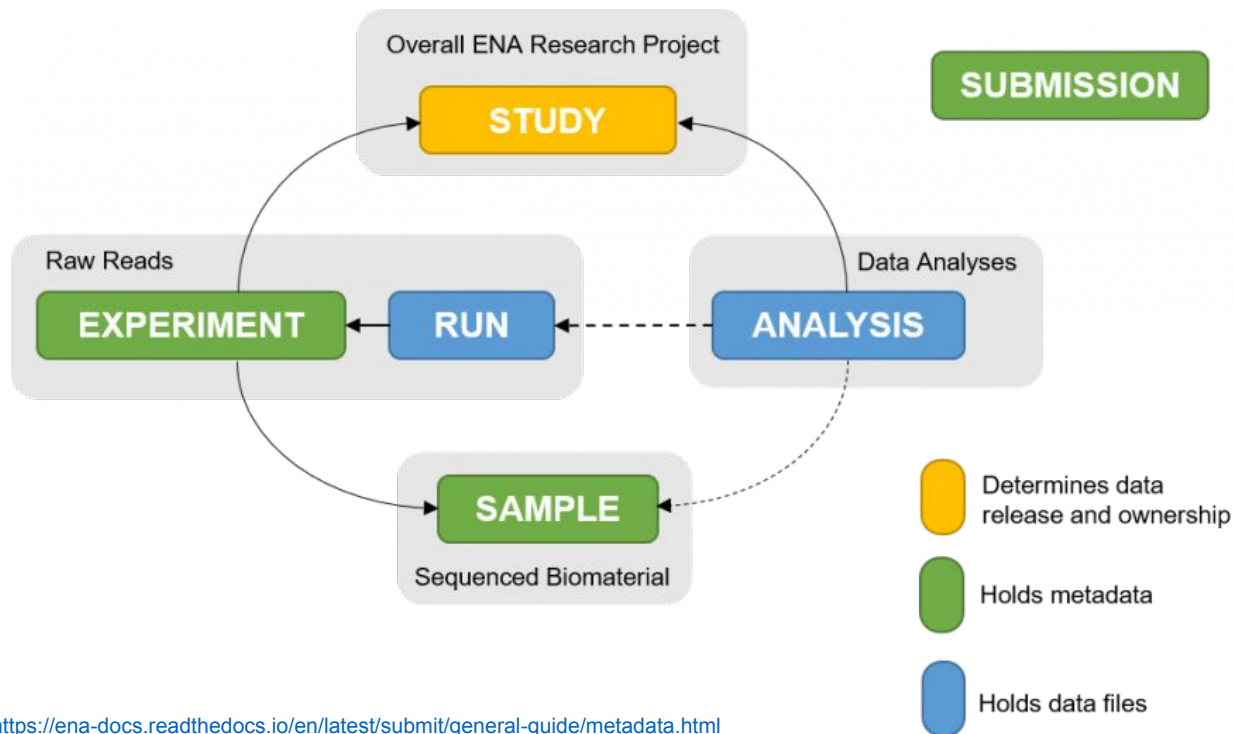 Overall ENA Research Project
STUDY
SUBMISSION
Raw Reads
EXPERIMENT
RUN
Data Analyses
ANALYSIS
SAMPLE
Sequenced Biomaterial
Determines data
release and ownership
Holds metadata
Holds data files
https://ena-docs.readthedocs.io/en/latest/submit/general-guide/metadata.html